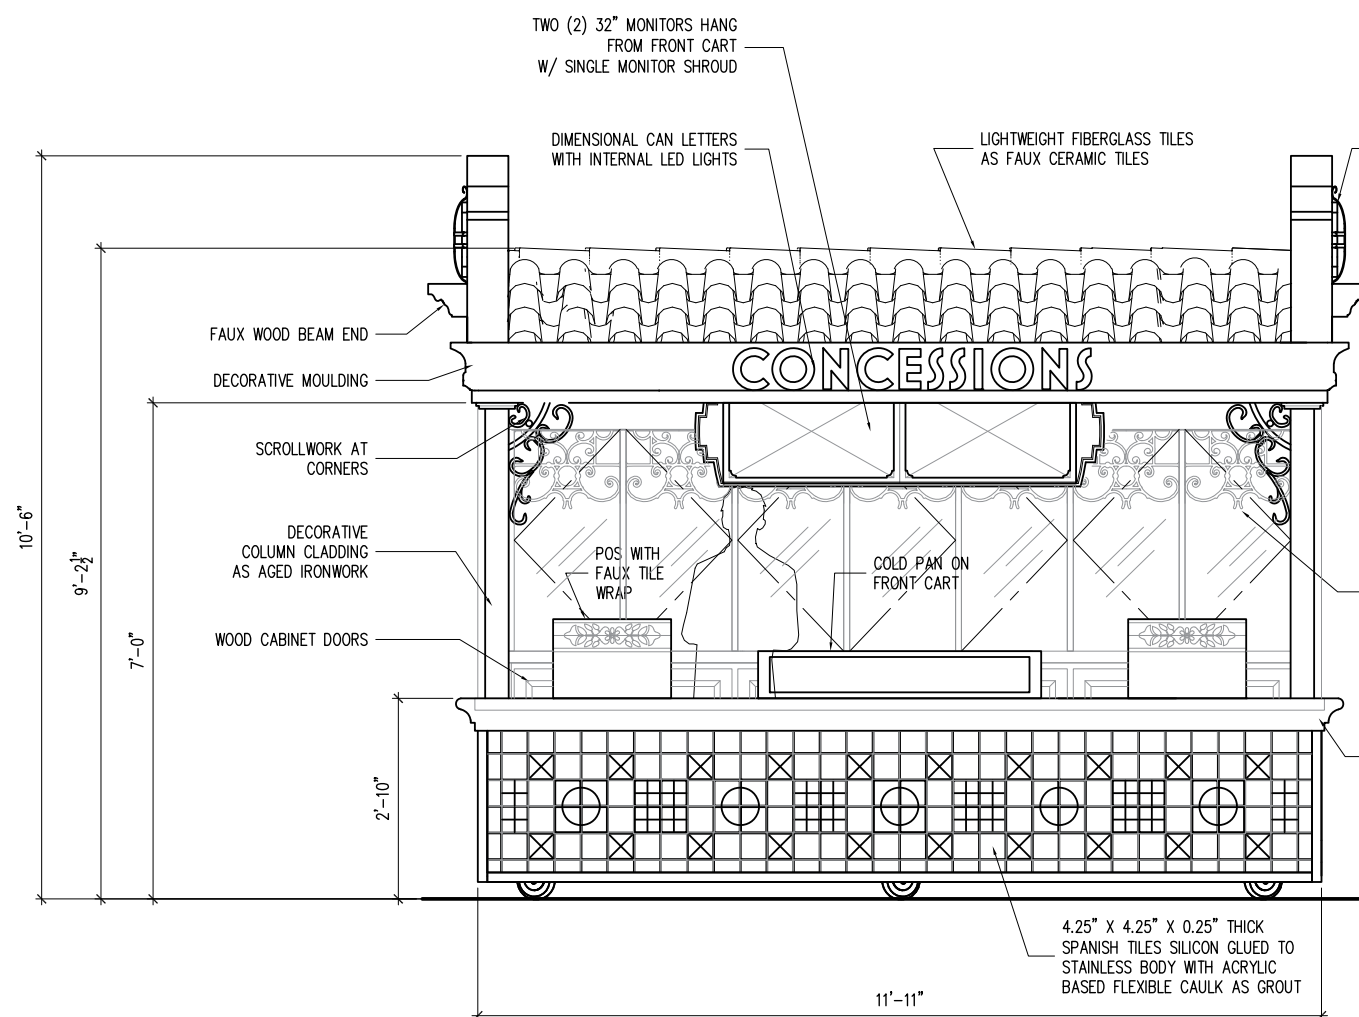 TWO (2) 32" MONITORS HANG
FROM FRONT CART
W/ SINGLE MONITOR SHROUD
DIMENSIONAL CAN LETTERS
WITH INTERNAL LED LIGHTS
LIGHTWEIGHT FIBERGLASS TILES
AS FAUX CERAMIC TILES
FAUX WOOD BEAM END
DECORATIVE MOULDING
CONCESSIONS
SCROLLWORK AT
CORNERS
DECORATIVE
COLUMN CLADDING
AS AGED IRONWORK
POS WITH
FAUX TILE
WRAP
COLD PAN ON
FRONT CART
WOOD CABINET DOORS
10'-6"
9'-2½"
7'-0"
2'-10"
4.25" X 4.25" X 0.25" THICK
SPANISH TILES SILICON GLUED TO
STAINLESS BODY WITH ACRYLIC
BASED FLEXIBLE CAULK AS GROUT
11'-11"